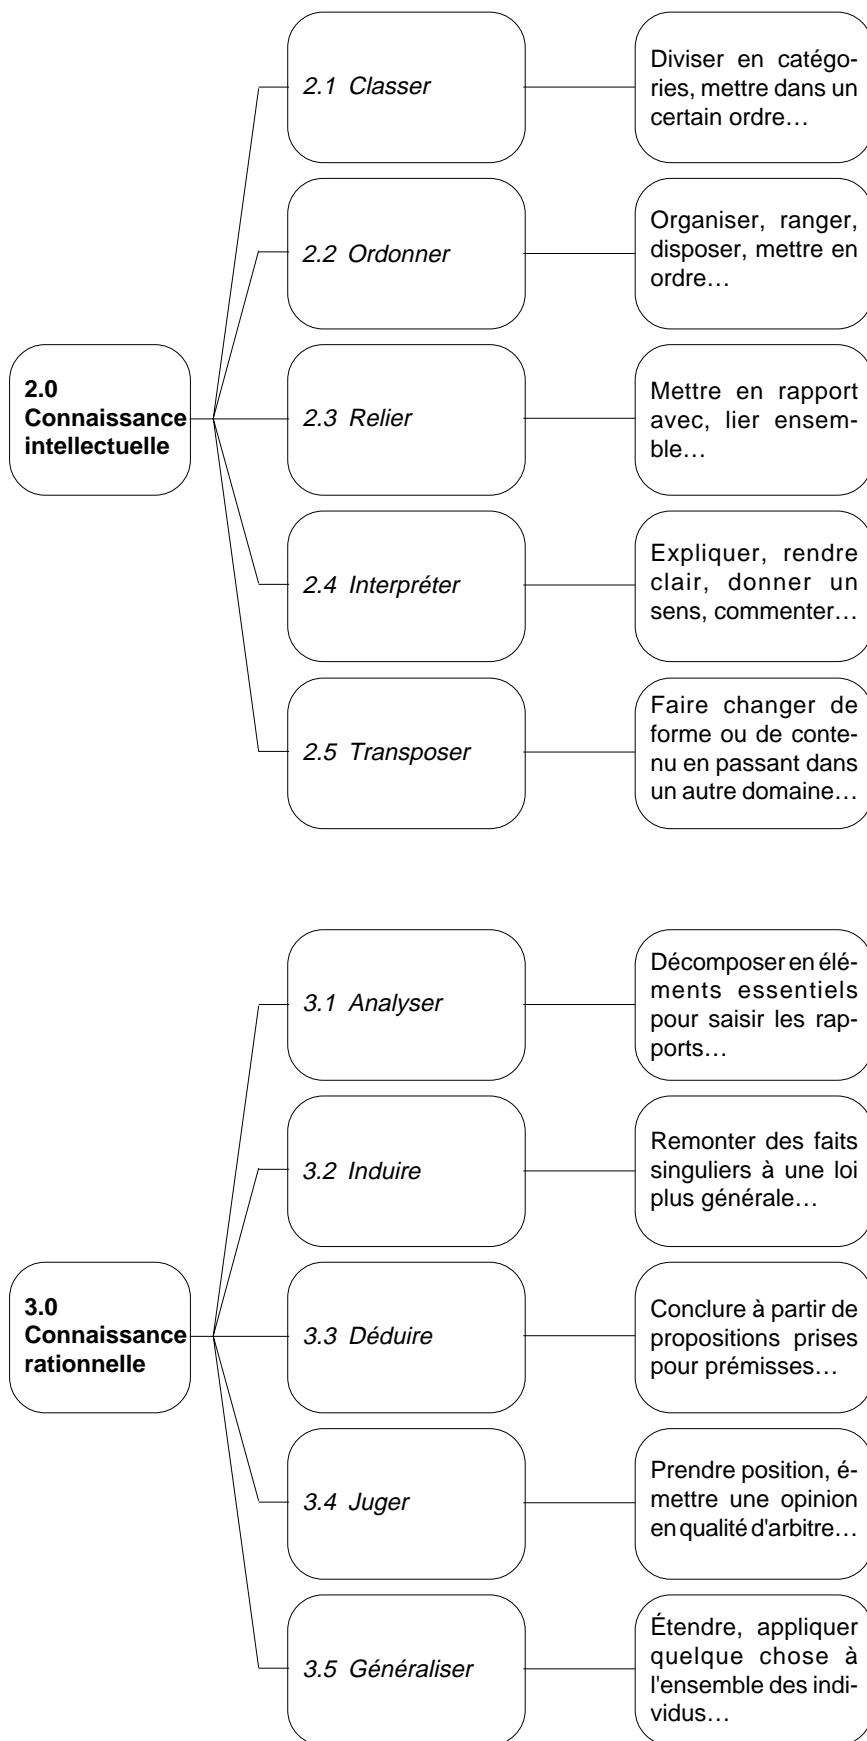 2.0
Connaissance
intellectuelle
2.1 Classer
Diviser en catégo-
ries, mettre dans un
certain ordre…
2.2 Ordonner
Organiser, ranger,
disposer, mettre en
ordre…
2.3 Relier
Mettre en rapport
avec, lier ensem-
ble…
2.4 Interpréter
Expliquer, rendre
clair, donner un
sens, commenter…
2.5 Transposer
Faire changer de
forme ou de conte-
nu en passant dans
un autre domaine…
3.0
Connaissance
rationnelle
3.1 Analyser
Décomposer en élé-
ments essentiels
pour saisir les rap-
ports…
3.2 Induire
Remonter des faits
singuliers à une loi
plus générale…
3.3 Déduire
Conclure à partir de
propositions prises
pour prémisses…
3.4 Juger
Prendre position, é-
mettre une opinion
en qualité d'arbitre…
3.5 Généraliser
Étendre, appliquer
quelque chose à
l'ensemble des indi-
vidus…